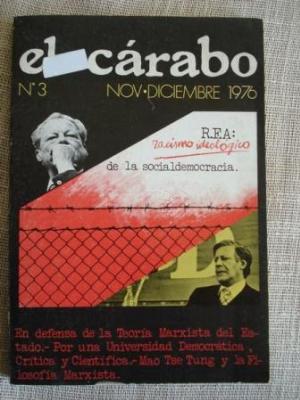 el cárabo
N°3 NOV·DICIEMBRE 1976
R.F.A:
racismo ideológico
de la socialdemocracia.
En defensa de la Teoría Marxista del Es-
tado.- Por una Universidad Democrática,
Crítica y Científica.- Mao Tse Tung y la Fi-
losofía Marxista.